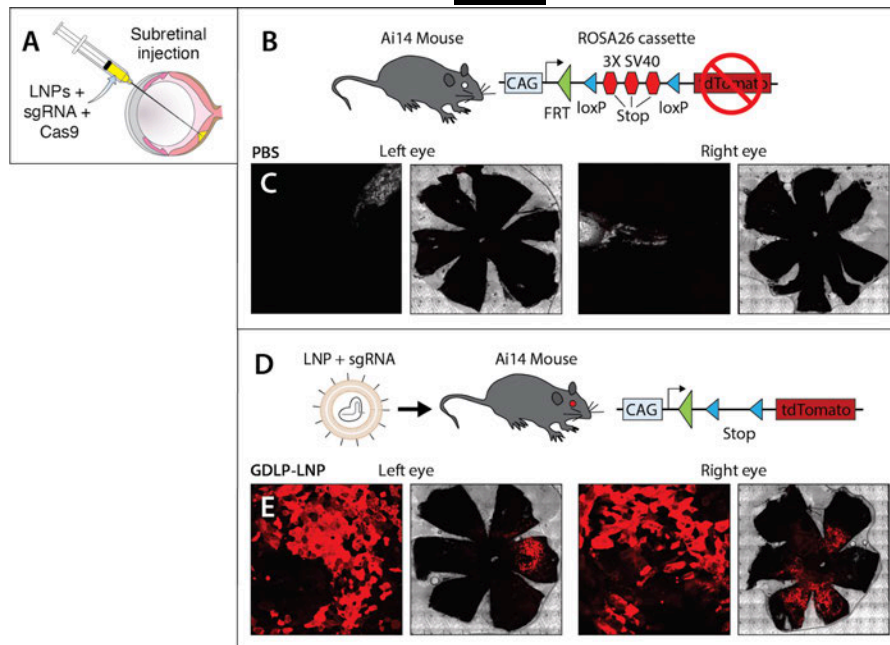 A
Subretinal
injection
LNPs +
sgRNA +
Cas9
B
Ai14 Mouse
ROSA26 cassette
3X SV40
CAG
tdTomato
loxP
loxP
FRT
Stop
PBS
Left eye
Right eye
C
D
LNP + sgRNA
Ai14 Mouse
CAG
tdTomato
Stop
GDLP-LNP
Left eye
Right eye
E